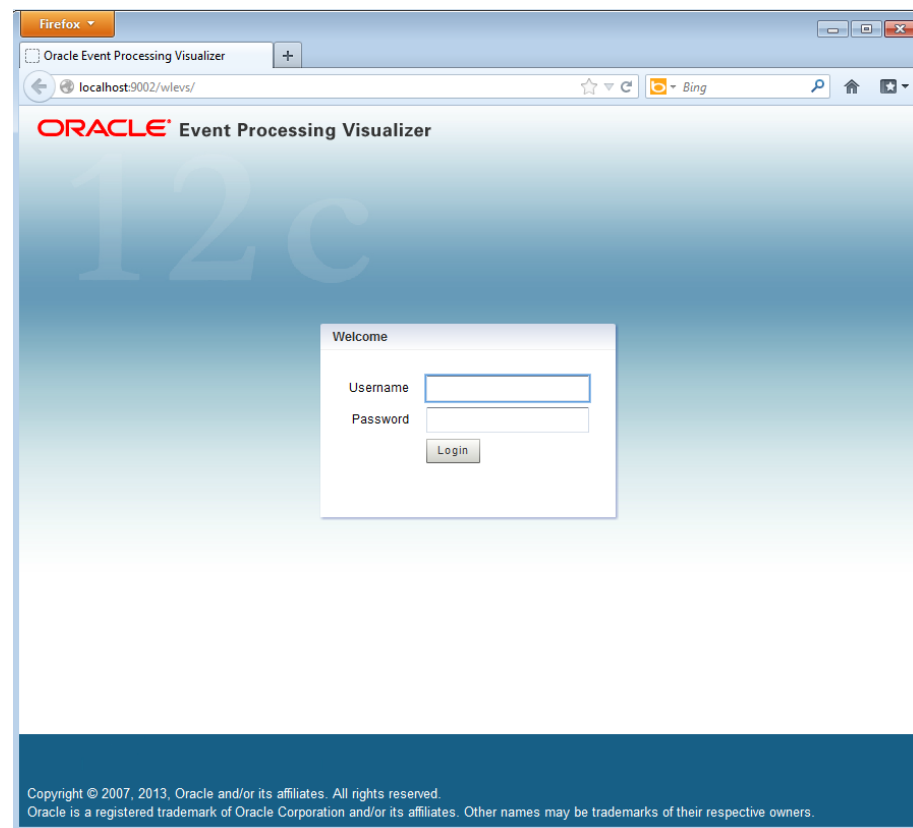 Firefox
Oracle Event Processing Visualizer
localhost:9002/wlevs/
Bing
ORACLE Event Processing Visualizer
12c
Welcome
Username
Password
Login
Copyright © 2007, 2013, Oracle and/or its affiliates. All rights reserved.
Oracle is a registered trademark of Oracle Corporation and/or its affiliates. Other names may be trademarks of their respective owners.